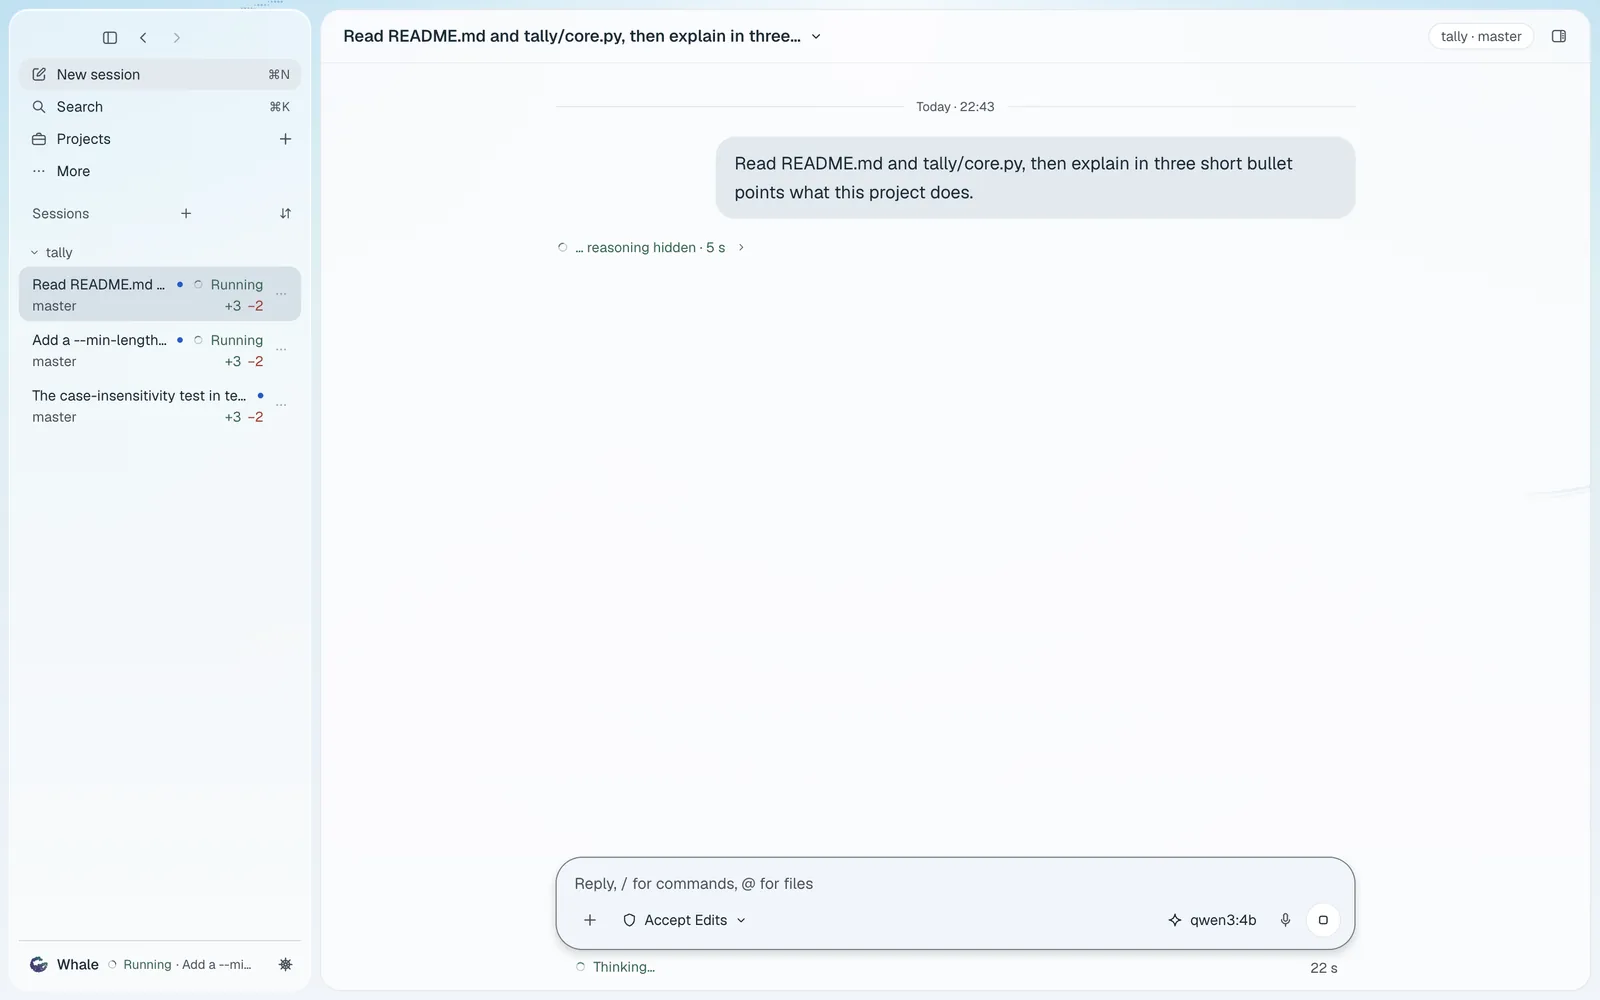 New session ⌘N
Search ⌘K
Projects
More
Sessions
tally
Read README.md ... Running
master +3 −2
Add a --min-length... Running
master +3 −2
The case-insensitivity test in te...
master +3 −2
Whale Running · Add a --mi...
Read README.md and tally/core.py, then explain in three...
tally · master
Today · 22:43
Read README.md and tally/core.py, then explain in three short bullet
points what this project does.
... reasoning hidden · 5 s
Reply, / for commands, @ for files
Accept Edits
qwen3:4b
Thinking...
22 s